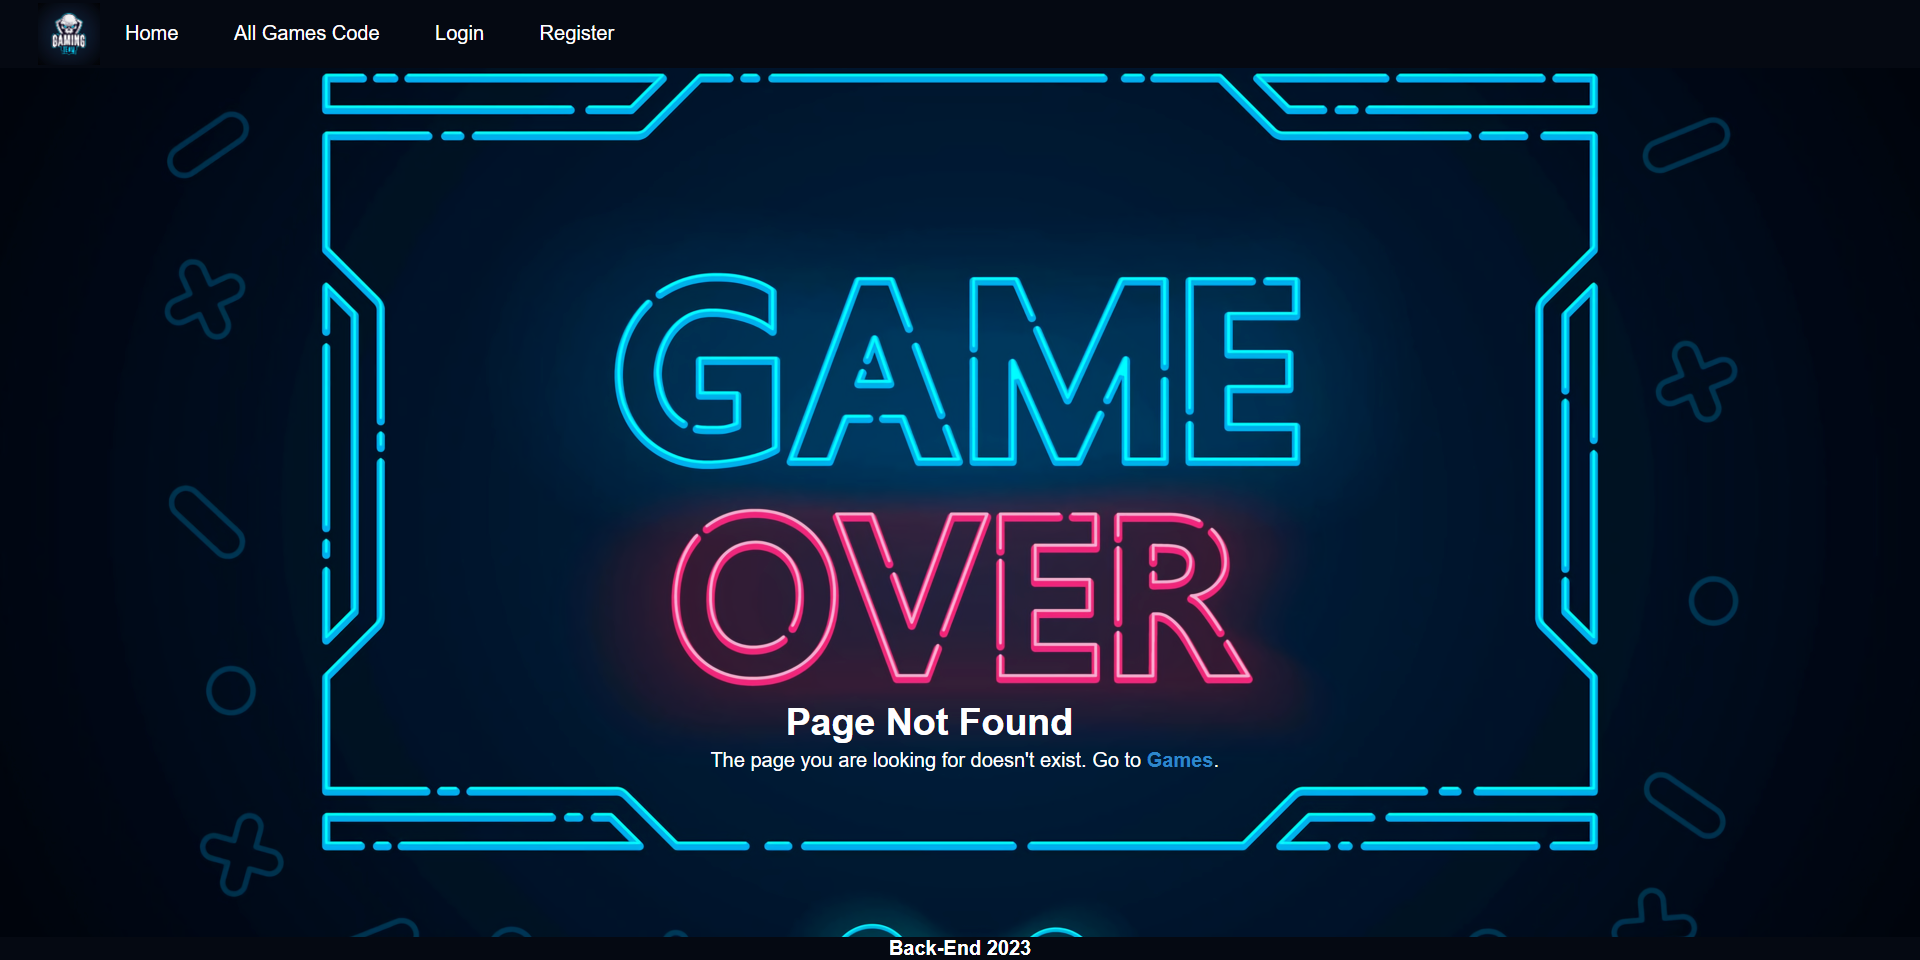 GAMING
Home
All Games Code
Login
Register
GAME
OVER
Page Not Found
The page you are looking for doesn't exist. Go to Games.
Back-End 2023